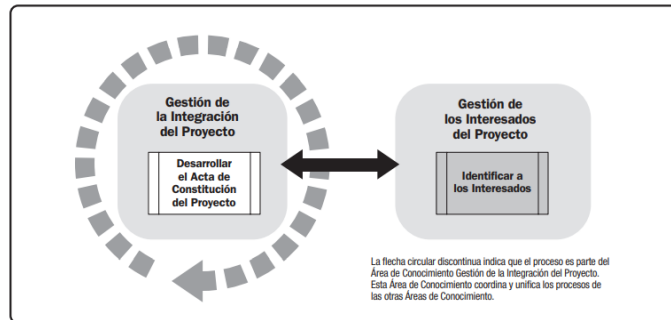 Gestión de
la Integración
del Proyecto
Desarrollar
el Acta de
Constitución
del Proyecto
Gestión de
los Interesados
del Proyecto
Identificar a
los Interesados
La flecha circular discontinua indica que el proceso es parte del
Área de Conocimiento Gestión de la Integración del Proyecto.
Esta Área de Conocimiento coordina y unifica los procesos de
las otras Áreas de Conocimiento.